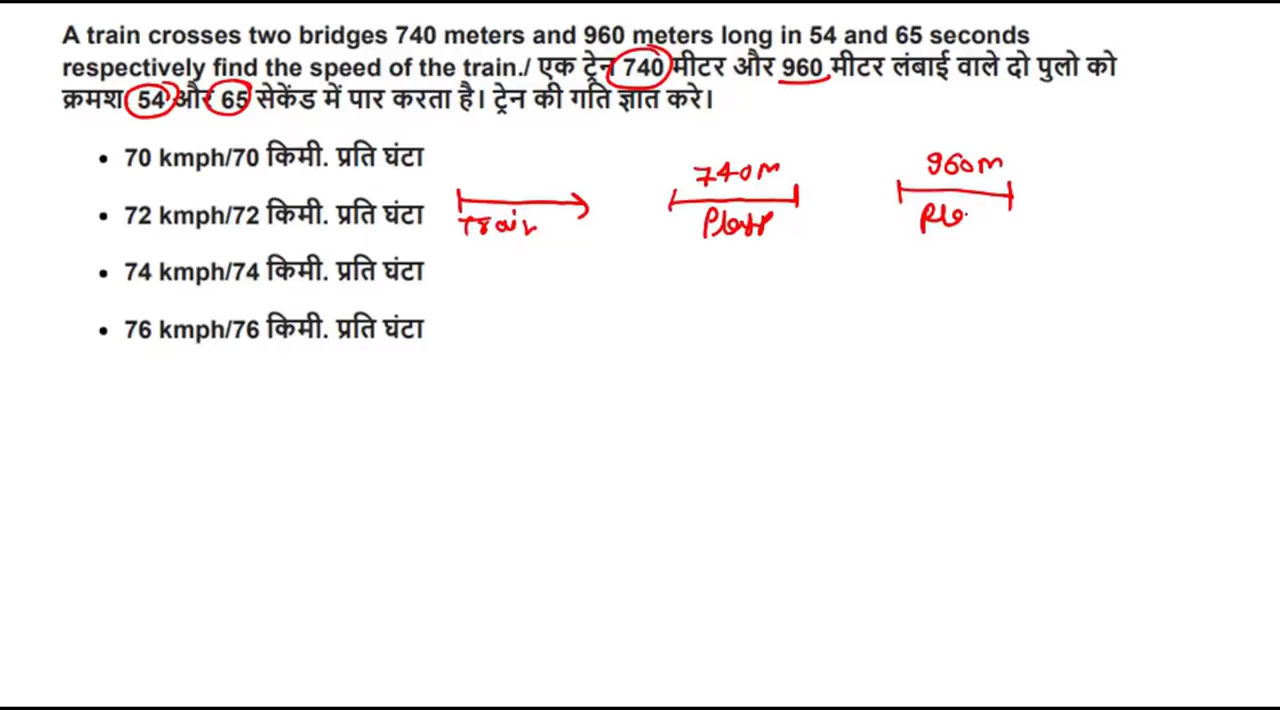 A train crosses two bridges 740 meters and 960 meters long in 54 and 65 seconds
respectively find the speed of the train./ एक ट्रेन 740 मीटर और 960 मीटर लंबाई वाले दो पुलो को
क्रमश 54 और 65 सेकेंड में पार करता है। ट्रेन की गति ज्ञात करे।
• 70 kmph/70 किमी. प्रति घंटा
• 72 kmph/72 किमी. प्रति घंटा
• 74 kmph/74 किमी. प्रति घंटा
• 76 kmph/76 किमी. प्रति घंटा
740m 960m
Train